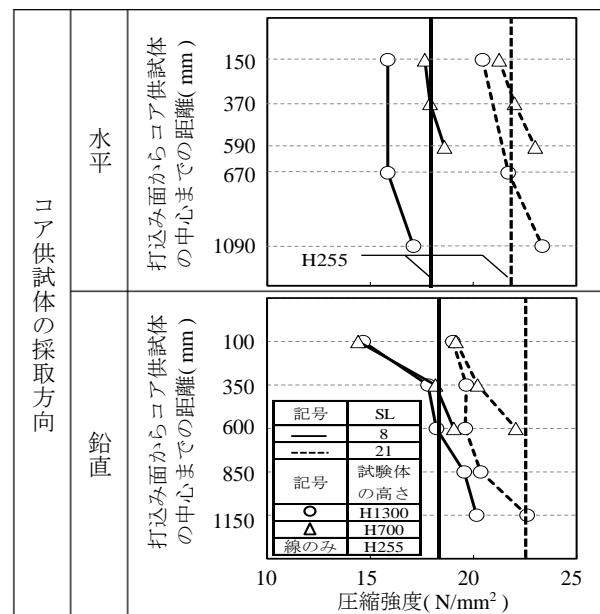 コア供試体の採取方向
水平
打込み面からコア供試体
の中心までの距離(mm)
150
370
590
670
1090
H255
鉛直
打込み面からコア供試体
の中心までの距離(mm)
100
350
600
850
1150
記号 SL
8
21
記号 試験体
の高さ
H1300
H700
線のみ H255
10 15 20 25
圧縮強度(N/mm²)